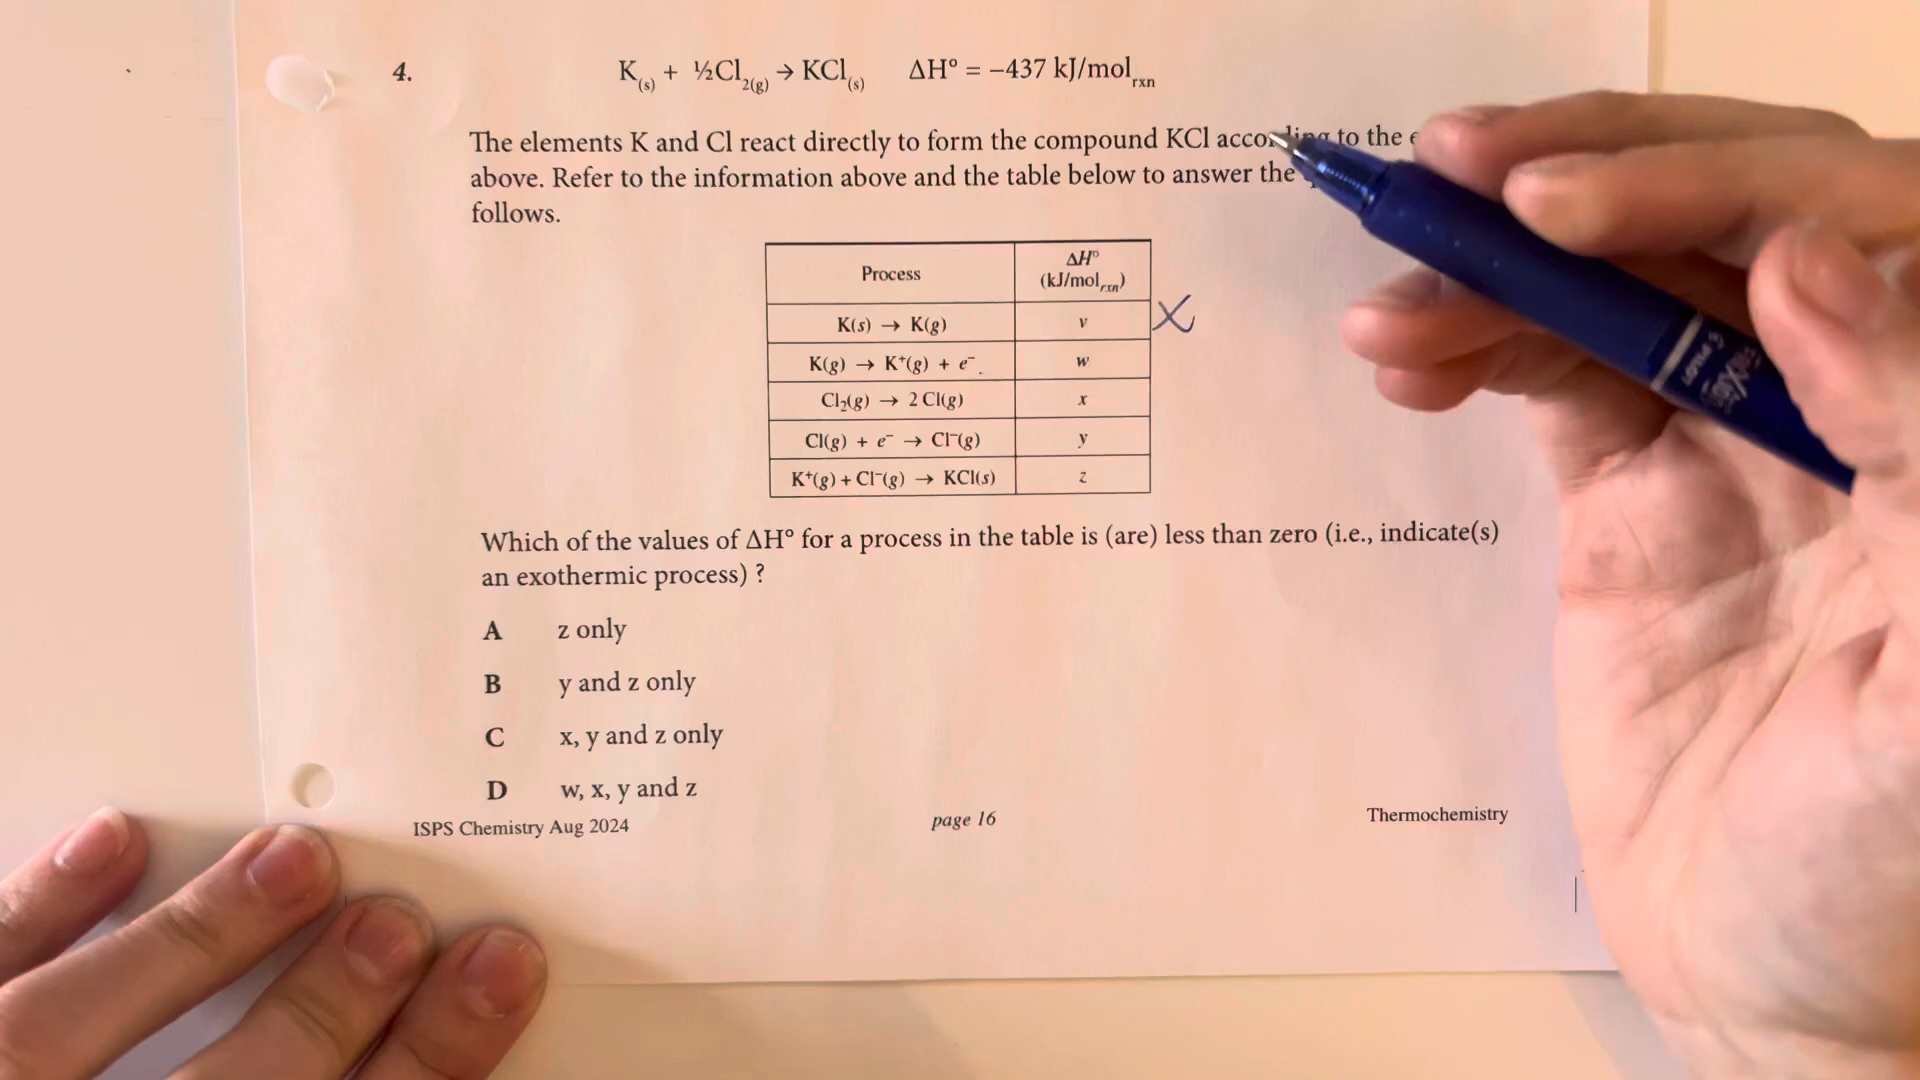 4. K(s) + ½Cl2(g) → KCl(s) ΔH° = −437 kJ/molrxn
The elements K and Cl react directly to form the compound KCl according to the
above. Refer to the information above and the table below to answer the
follows.
Process ΔH° (kJ/molrxn)
K(s) → K(g) v X
K(g) → K⁺(g) + e⁻ w
Cl₂(g) → 2 Cl(g) x
Cl(g) + e⁻ → Cl⁻(g) y
K⁺(g) + Cl⁻(g) → KCl(s) z
Which of the values of ΔH° for a process in the table is (are) less than zero (i.e., indicate(s)
an exothermic process) ?
A z only
B y and z only
C x, y and z only
D w, x, y and z
ISPS Chemistry Aug 2024 page 16 Thermochemistry